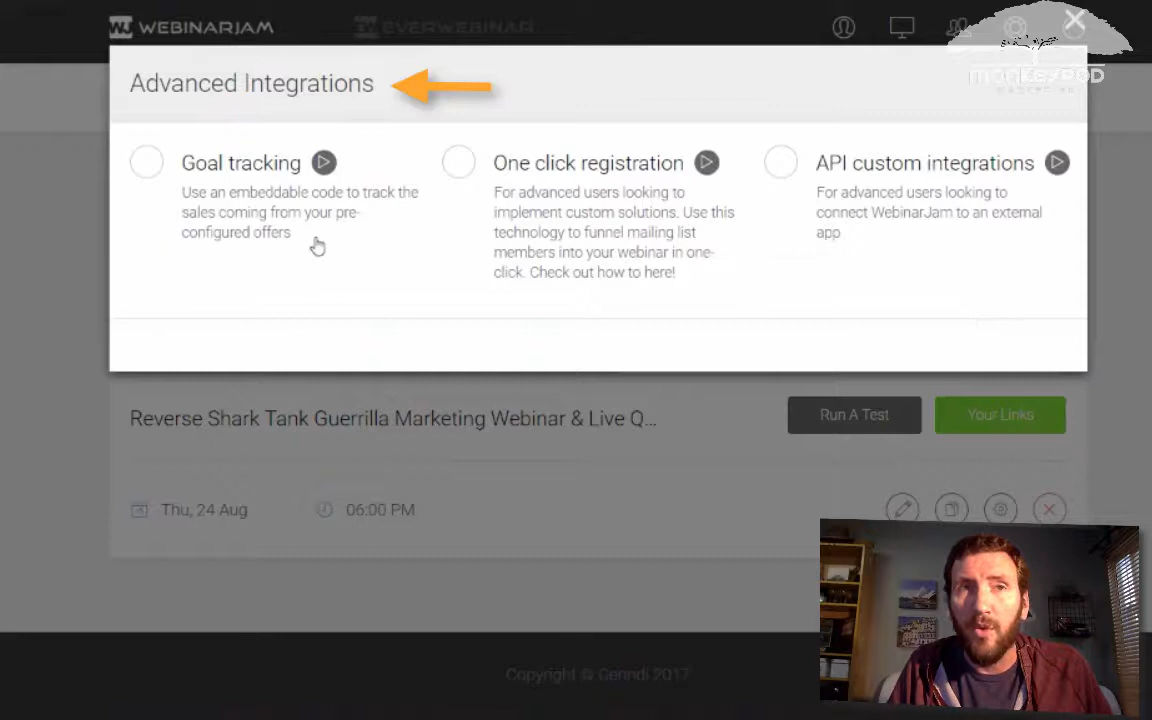 WJ WEBINARJAM
EVERWEBINAR
monkeyPOD
Advanced Integrations
Goal tracking
Use an embeddable code to track the
sales coming from your pre-
configured offers
One click registration
For advanced users looking to
implement custom solutions. Use this
technology to funnel mailing list
members into your webinar in one-
click. Check out how to here!
API custom integrations
For advanced users looking to
connect WebinarJam to an external
app
Reverse Shark Tank Guerrilla Marketing Webinar & Live Q...
Run A Test
Your Links
Thu, 24 Aug
06:00 PM
Copyright © Genndi 2017